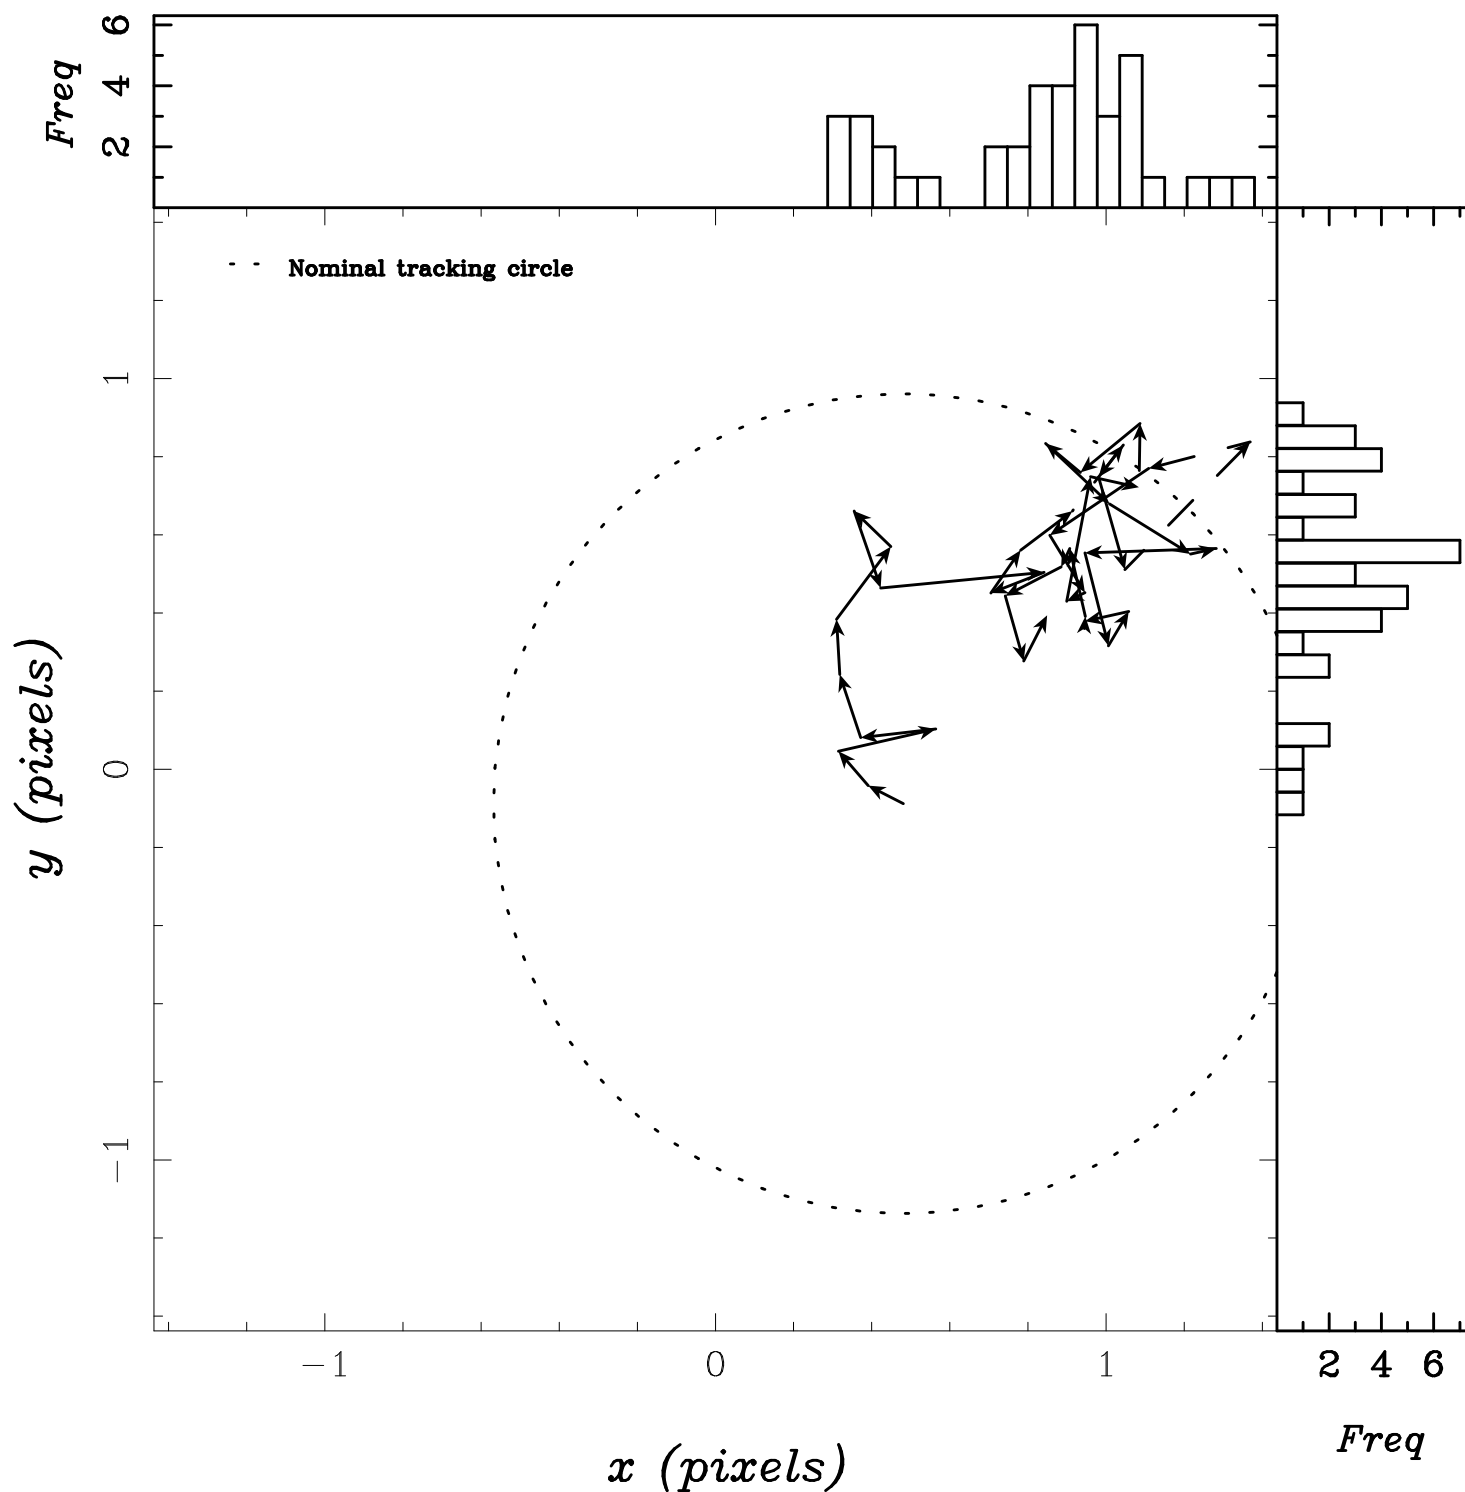 Freq
2 4 6
Nominal tracking circle
y (pixels)
1
0
−1
−1 0 1
x (pixels)
2 4 6
Freq